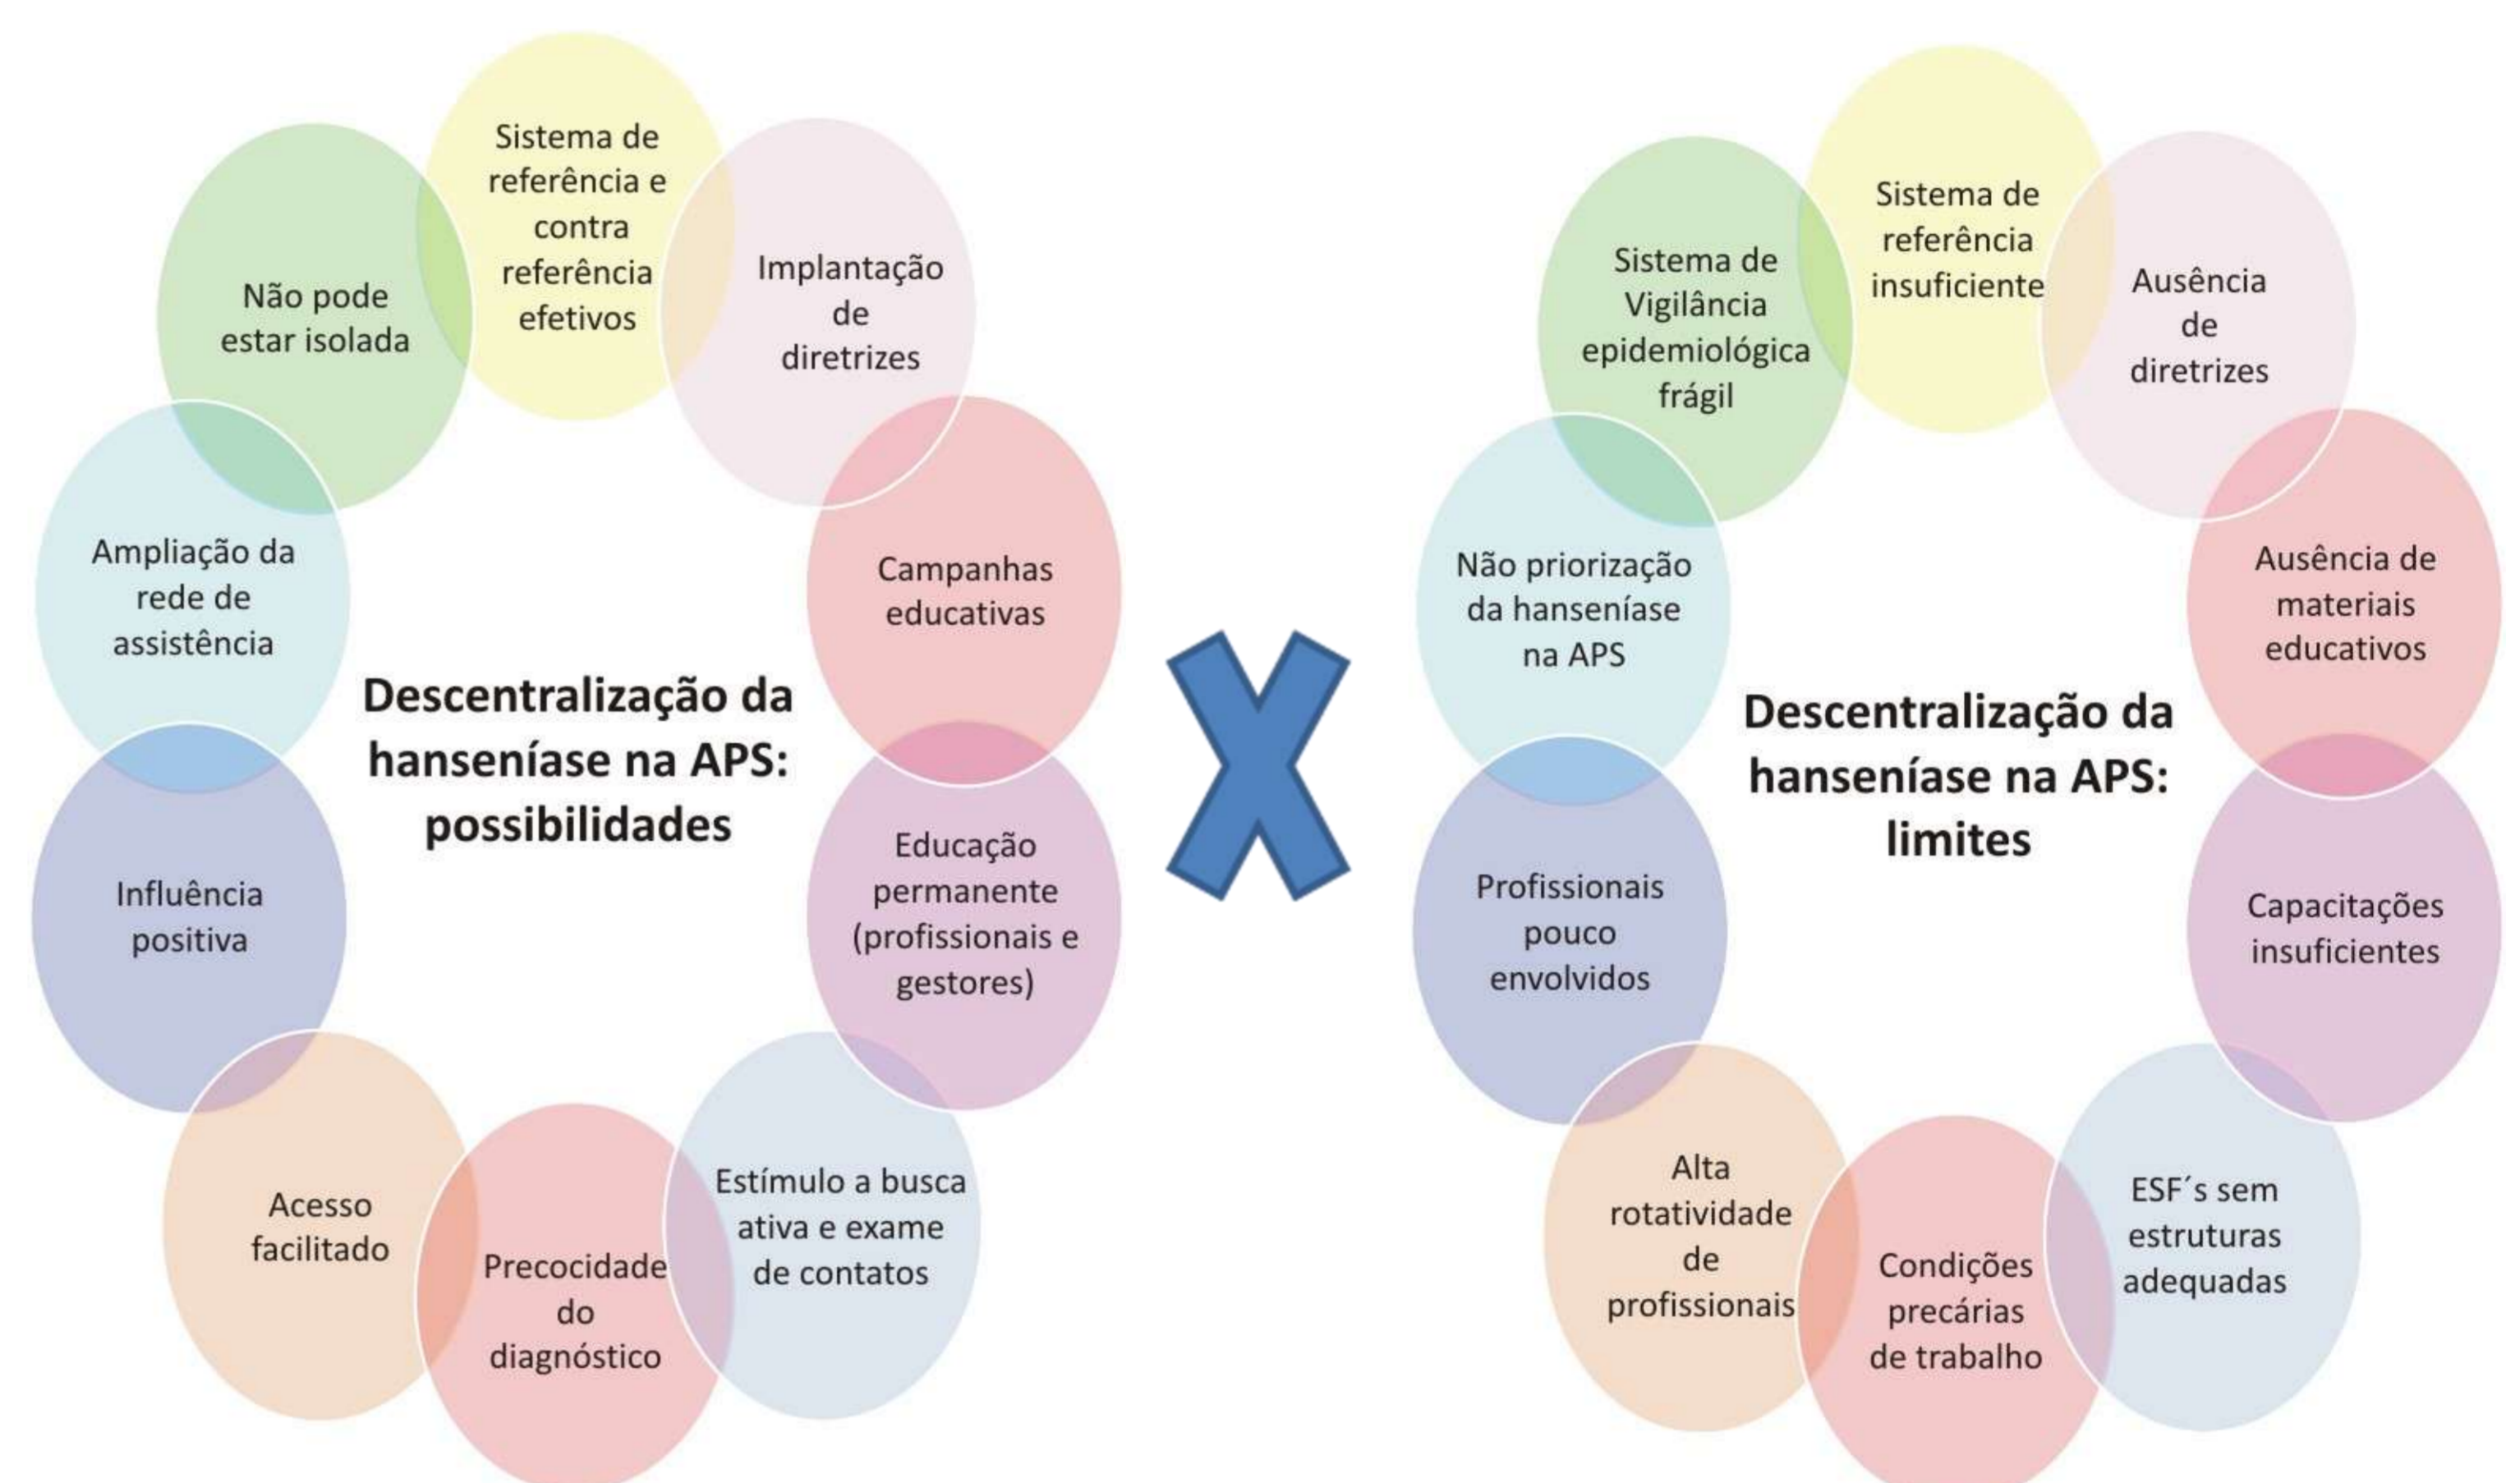 Sistema de
referência e
contra
referência
efetivos
Implantação
de
diretrizes
Campanhas
educativas
Educação
permanente
(profissionais e
gestores)
Estímulo a busca
ativa e exame
de contatos
Precocidade
do
diagnóstico
Acesso
facilitado
Influência
positiva
Ampliação da
rede de
assistência
Não pode
estar isolada
Descentralização da
hanseníase na APS:
possibilidades
Sistema de
referência
insuficiente
Ausência
de
diretrizes
Ausência de
materiais
educativos
Capacitações
insuficientes
ESF´s sem
estruturas
adequadas
Condições
precárias
de trabalho
Alta
rotatividade
de
profissionais
Profissionais
pouco
envolvidos
Não priorização
da hanseníase
na APS
Sistema de
Vigilância
epidemiológica
frágil
Descentralização da
hanseníase na APS:
limites